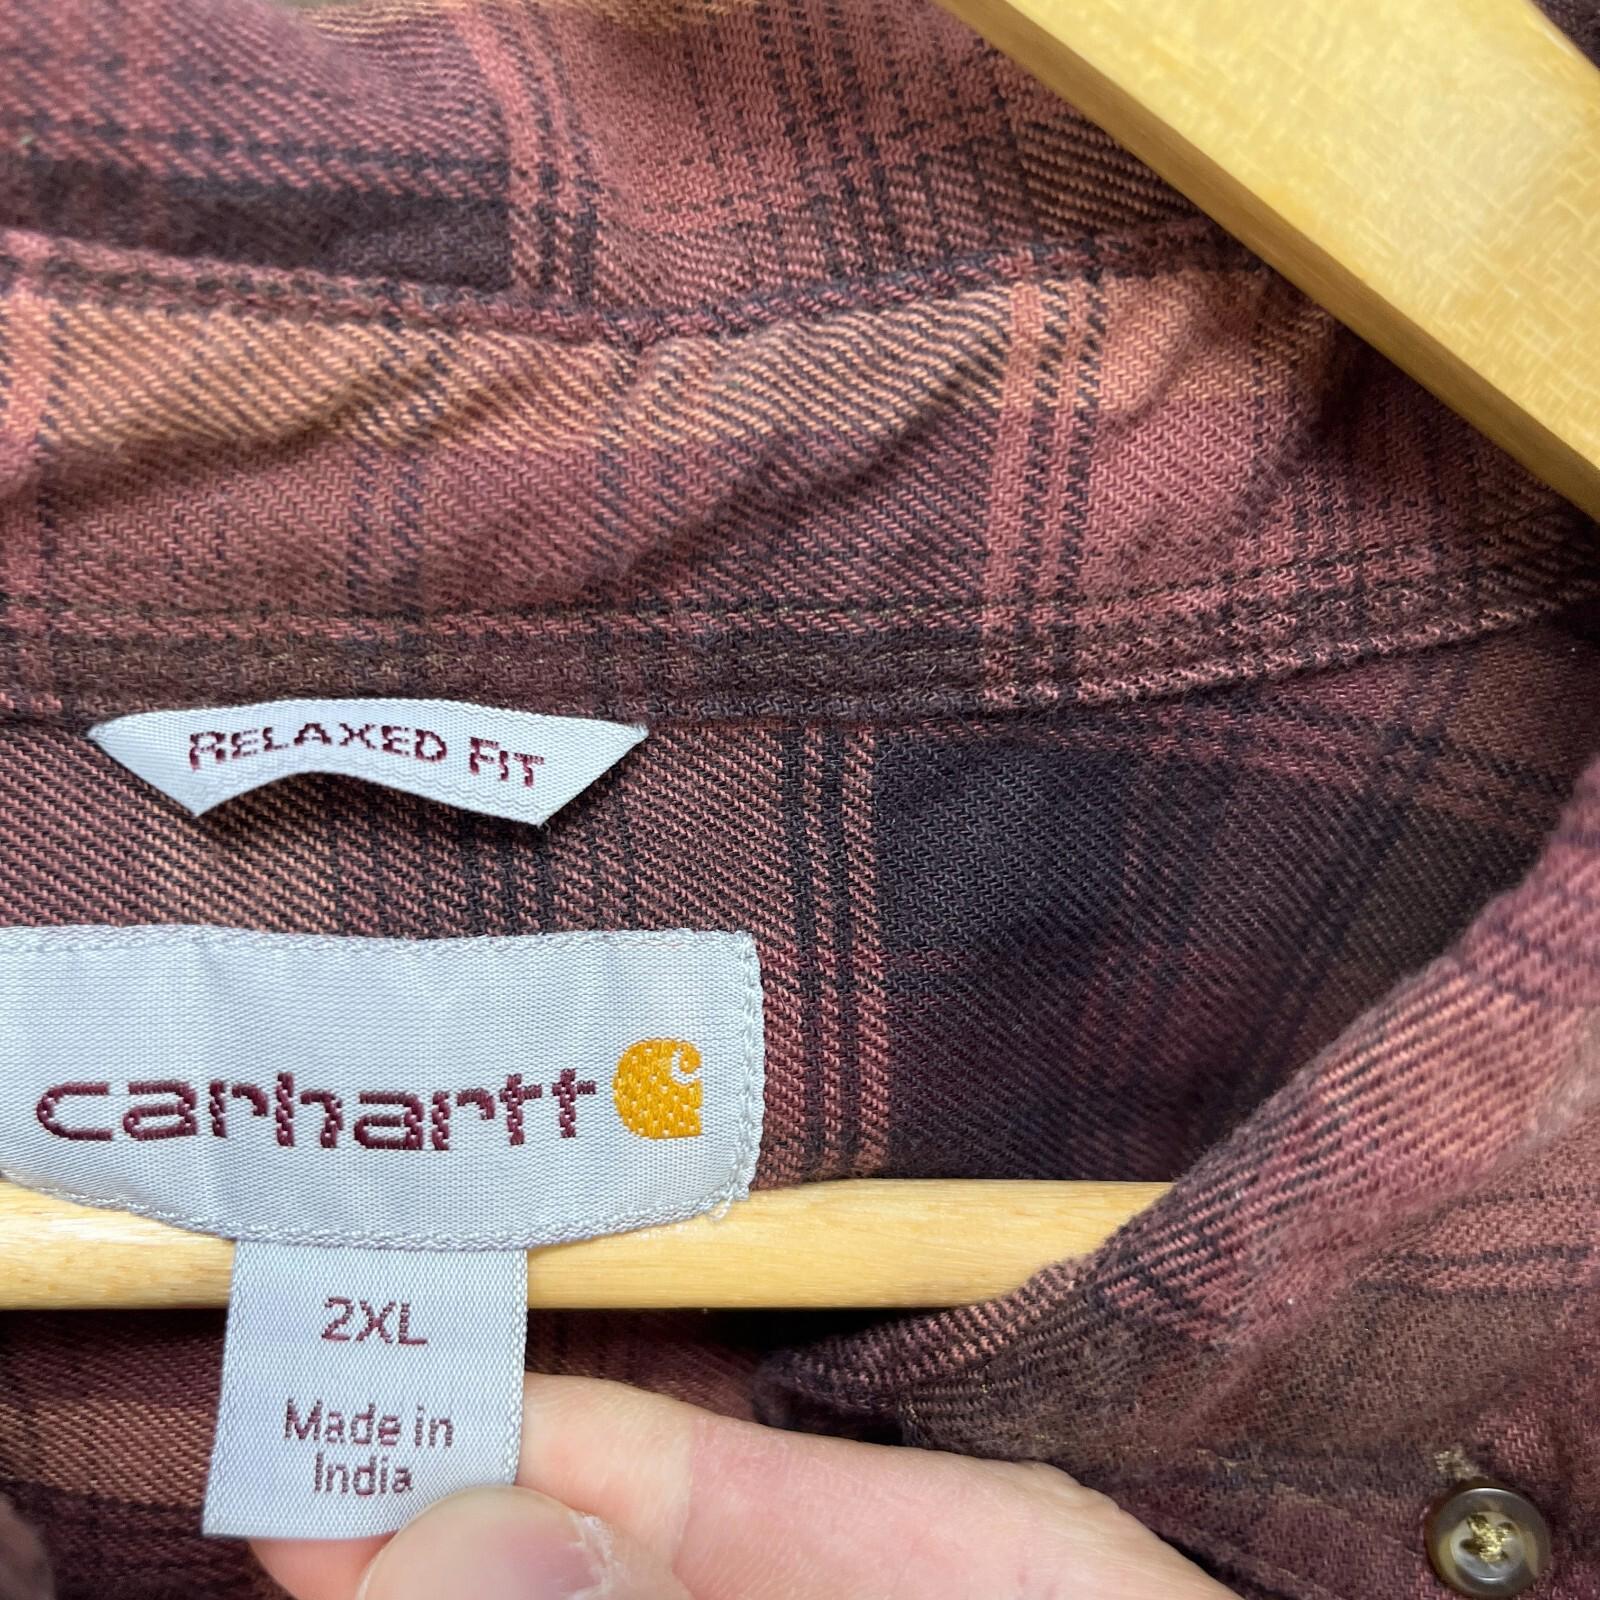 RELAXED FIT
carhartt
2XL
Made in
India